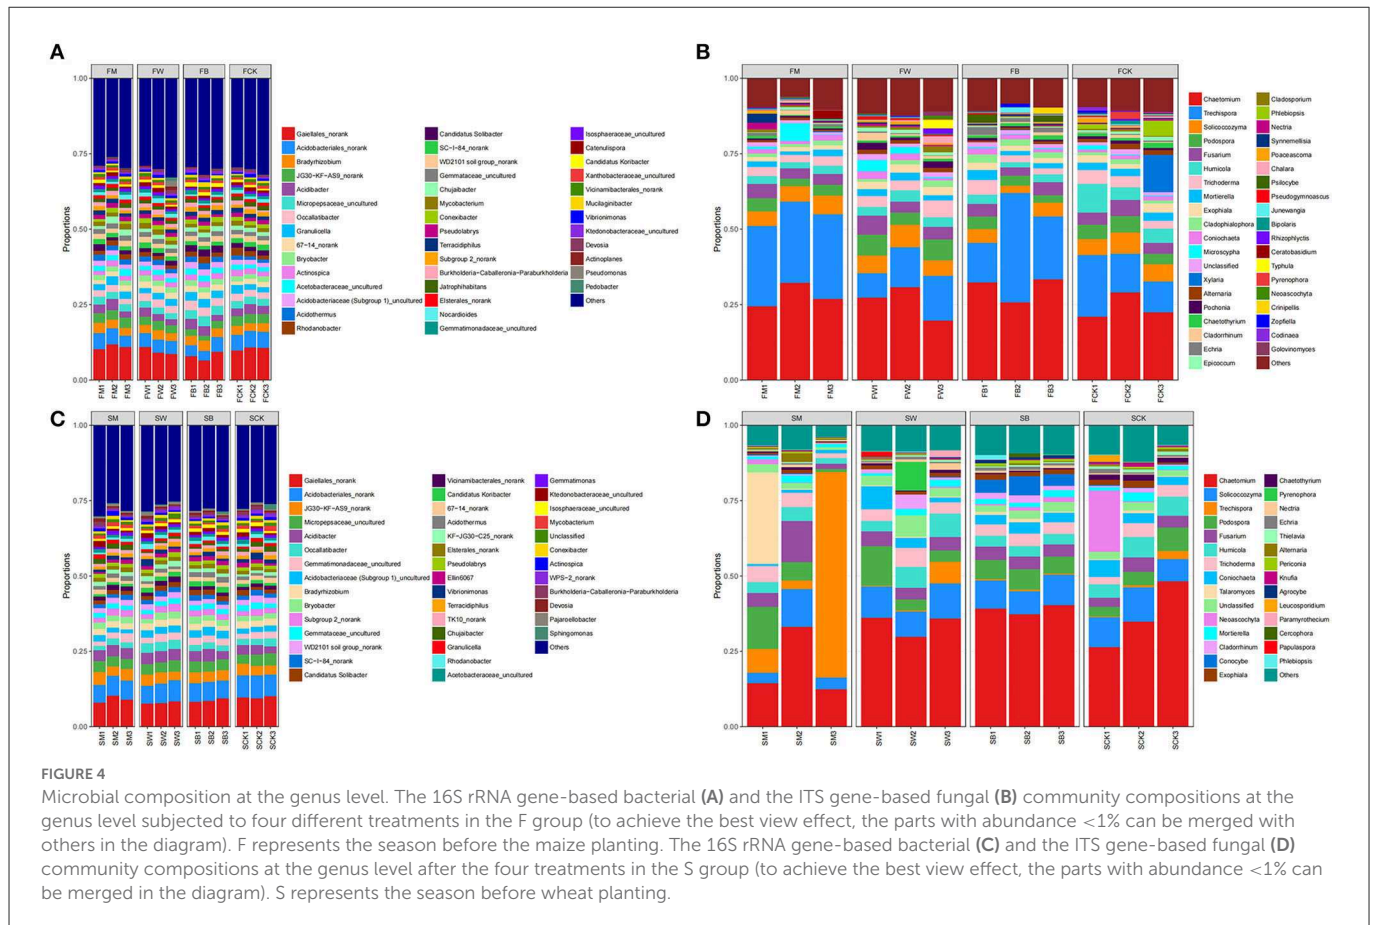 A
FM FW FB FCK
1.00
0.75
0.50
0.25
0.00
Proportions
FM1 FM2 FM3 FW1 FW2 FW3 FB1 FB2 FB3 FCK1 FCK2 FCK3
Gaiellales_norank
Acidobacteriales_norank
Bradyrhizobium
JG30-KF-AS9_norank
Acidibacter
Micropepsaceae_uncultured
Occallatibacter
Granulicella
67-14_norank
Bryobacter
Actinospica
Acetobacteraceae_uncultured
Acidobacteriaceae (Subgroup 1)_uncultured
Acidothermus
Rhodanobacter
Candidatus Solibacter
SC-I-84_norank
WD2101 soil group_norank
Gemmataceae_uncultured
Chujaibacter
Mycobacterium
Conexibacter
Pseudolabrys
Terracidiphilus
Subgroup 2_norank
Burkholderia-Caballeronia-Paraburkholderia
Jatrophihabitans
Elsterales_norank
Nocardioides
Gemmatimonadaceae_uncultured
Isosphaeraceae_uncultured
Catenulispora
Candidatus Koribacter
Xanthobacteraceae_uncultured
Vicinamibacterales_norank
Mucilaginibacter
Vibrionimonas
Ktedonobacteraceae_uncultured
Devosia
Actinoplanes
Pseudomonas
Pedobacter
Others
B
FM FW FB FCK
1.00
0.75
0.50
0.25
0.00
Proportions
FM1 FM2 FM3 FW1 FW2 FW3 FB1 FB2 FB3 FCK1 FCK2 FCK3
Chaetomium
Trechispora
Solicoccozyma
Podospora
Fusarium
Humicola
Trichoderma
Mortierella
Exophiala
Cladophialophora
Coniochaeta
Microscypha
Unclassified
Xylaria
Alternaria
Pochonia
Chaetothyrium
Cladorrhinum
Echria
Epicoccum
Cladosporium
Phlebiopsis
Nectria
Synnemellisia
Poaceascoma
Chalara
Psilocybe
Pseudogymnoascus
Junewangia
Bipolaris
Rhizophlyctis
Ceratobasidium
Typhula
Pyrenophora
Neoascochyta
Crinipellis
Zopfiella
Codinaea
Golovinomyces
Others
C
SM SW SB SCK
1.00
0.75
0.50
0.25
0.00
Proportions
SM1 SM2 SM3 SW1 SW2 SW3 SB1 SB2 SB3 SCK1 SCK2 SCK3
Gaiellales_norank
Acidobacteriales_norank
JG30-KF-AS9_norank
Micropepsaceae_uncultured
Acidibacter
Occallatibacter
Gemmatimonadaceae_uncultured
Acidobacteriaceae (Subgroup 1)_uncultured
Bradyrhizobium
Bryobacter
Subgroup 2_norank
Gemmataceae_uncultured
WD2101 soil group_norank
SC-I-84_norank
Candidatus Solibacter
Vicinamibacterales_norank
Candidatus Koribacter
67-14_norank
Acidothermus
KF-JG30-C25_norank
Elsterales_norank
Pseudolabrys
Ellin6067
Vibrionimonas
Terracidiphilus
TK10_norank
Chujaibacter
Granulicella
Rhodanobacter
Acetobacteraceae_uncultured
Gemmatimonas
Ktedonobacteraceae_uncultured
Isosphaeraceae_uncultured
Mycobacterium
Unclassified
Conexibacter
Actinospica
WPS-2_norank
Burkholderia-Caballeronia-Paraburkholderia
Devosia
Pajaroellobacter
Sphingomonas
Others
D
SM SW SB SCK
1.00
0.75
0.50
0.25
0.00
Proportions
SM1 SM2 SM3 SW1 SW2 SW3 SB1 SB2 SB3 SCK1 SCK2 SCK3
Chaetomium
Solicoccozyma
Trechispora
Podospora
Fusarium
Humicola
Trichoderma
Coniochaeta
Talaromyces
Unclassified
Neoascochyta
Mortierella
Cladorrhinum
Conocybe
Exophiala
Chaetothyrium
Pyrenophora
Nectria
Echria
Thielavia
Alternaria
Periconia
Knufia
Agrocybe
Leucosporidium
Paramyrothecium
Cercophora
Papulaspora
Phlebiopsis
Others
FIGURE 4
Microbial composition at the genus level. The 16S rRNA gene-based bacterial (A) and the ITS gene-based fungal (B) community compositions at the
genus level subjected to four different treatments in the F group (to achieve the best view effect, the parts with abundance <1% can be merged with
others in the diagram). F represents the season before the maize planting. The 16S rRNA gene-based bacterial (C) and the ITS gene-based fungal (D)
community compositions at the genus level after the four treatments in the S group (to achieve the best view effect, the parts with abundance <1% can
be merged in the diagram). S represents the season before wheat planting.